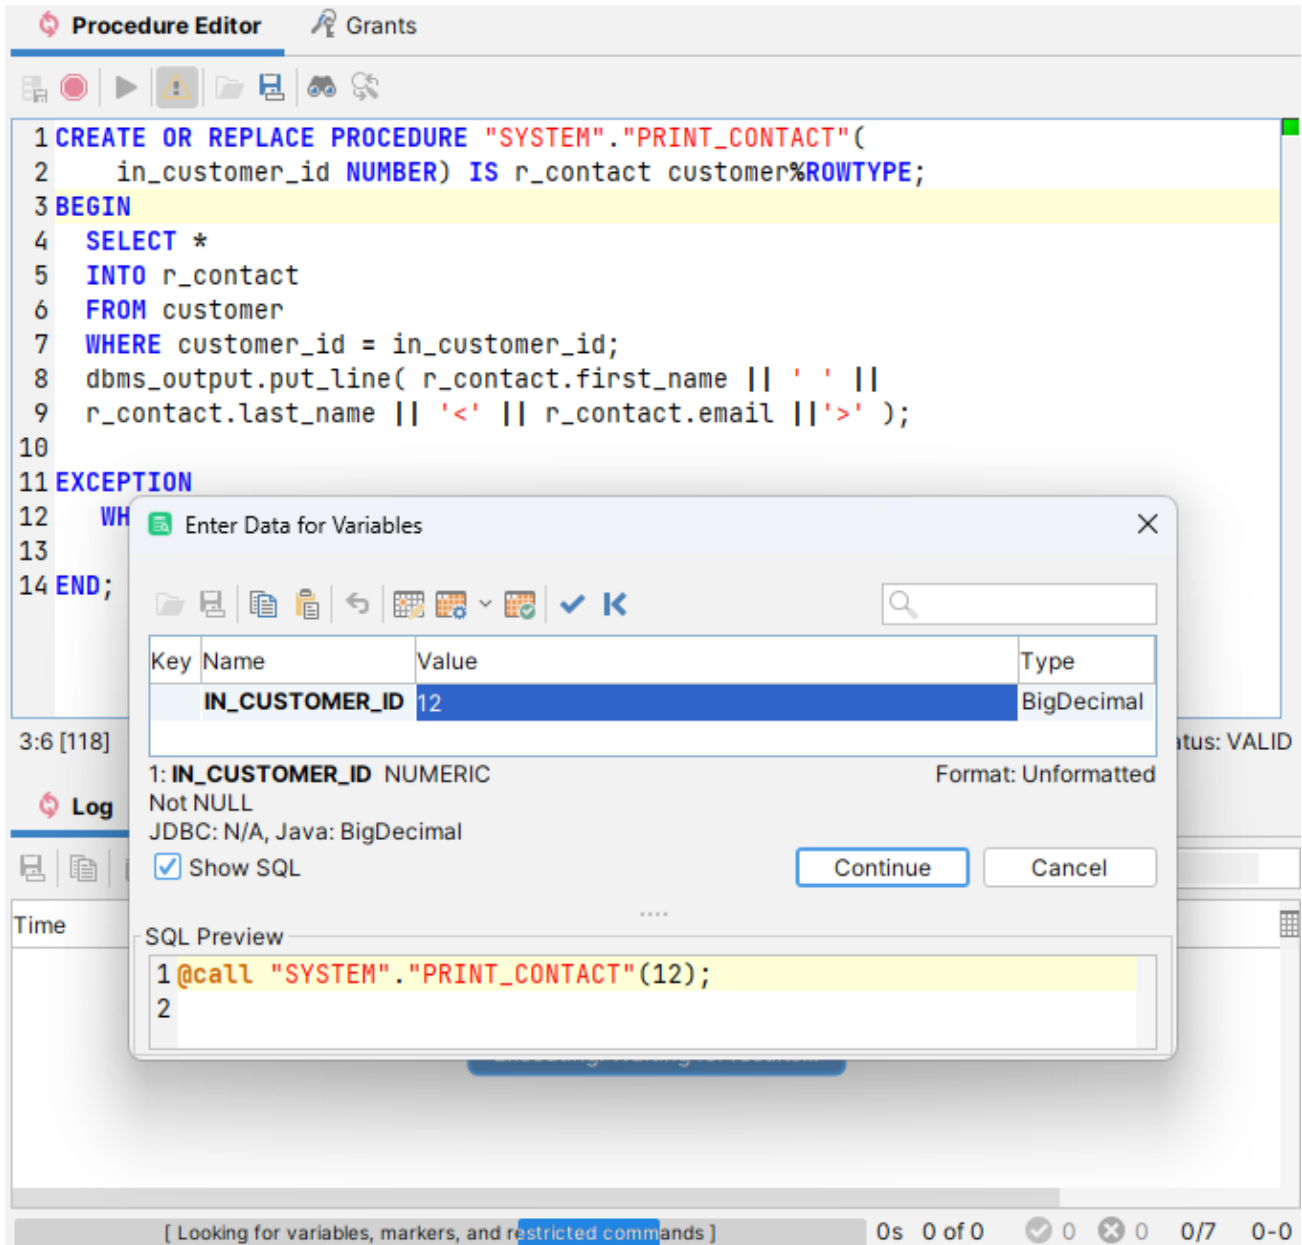 Procedure Editor Grants
1 CREATE OR REPLACE PROCEDURE "SYSTEM"."PRINT_CONTACT"(
2 in_customer_id NUMBER) IS r_contact customer%ROWTYPE;
3 BEGIN
4 SELECT *
5 INTO r_contact
6 FROM customer
7 WHERE customer_id = in_customer_id;
8 dbms_output.put_line( r_contact.first_name || ' ' ||
9 r_contact.last_name || '<' || r_contact.email ||'>' );
10
11 EXCEPTION
12 WH
13
14 END;
Enter Data for Variables
Key Name Value Type
IN_CUSTOMER_ID 12 BigDecimal
3:6 [118] atus: VALID
1: IN_CUSTOMER_ID NUMERIC Format: Unformatted
Not NULL
JDBC: N/A, Java: BigDecimal
Log
Show SQL Continue Cancel
Time
SQL Preview
1 @call "SYSTEM"."PRINT_CONTACT"(12);
2
[ Looking for variables, markers, and restricted commands ] 0s 0 of 0 0 0 0/7 0-0